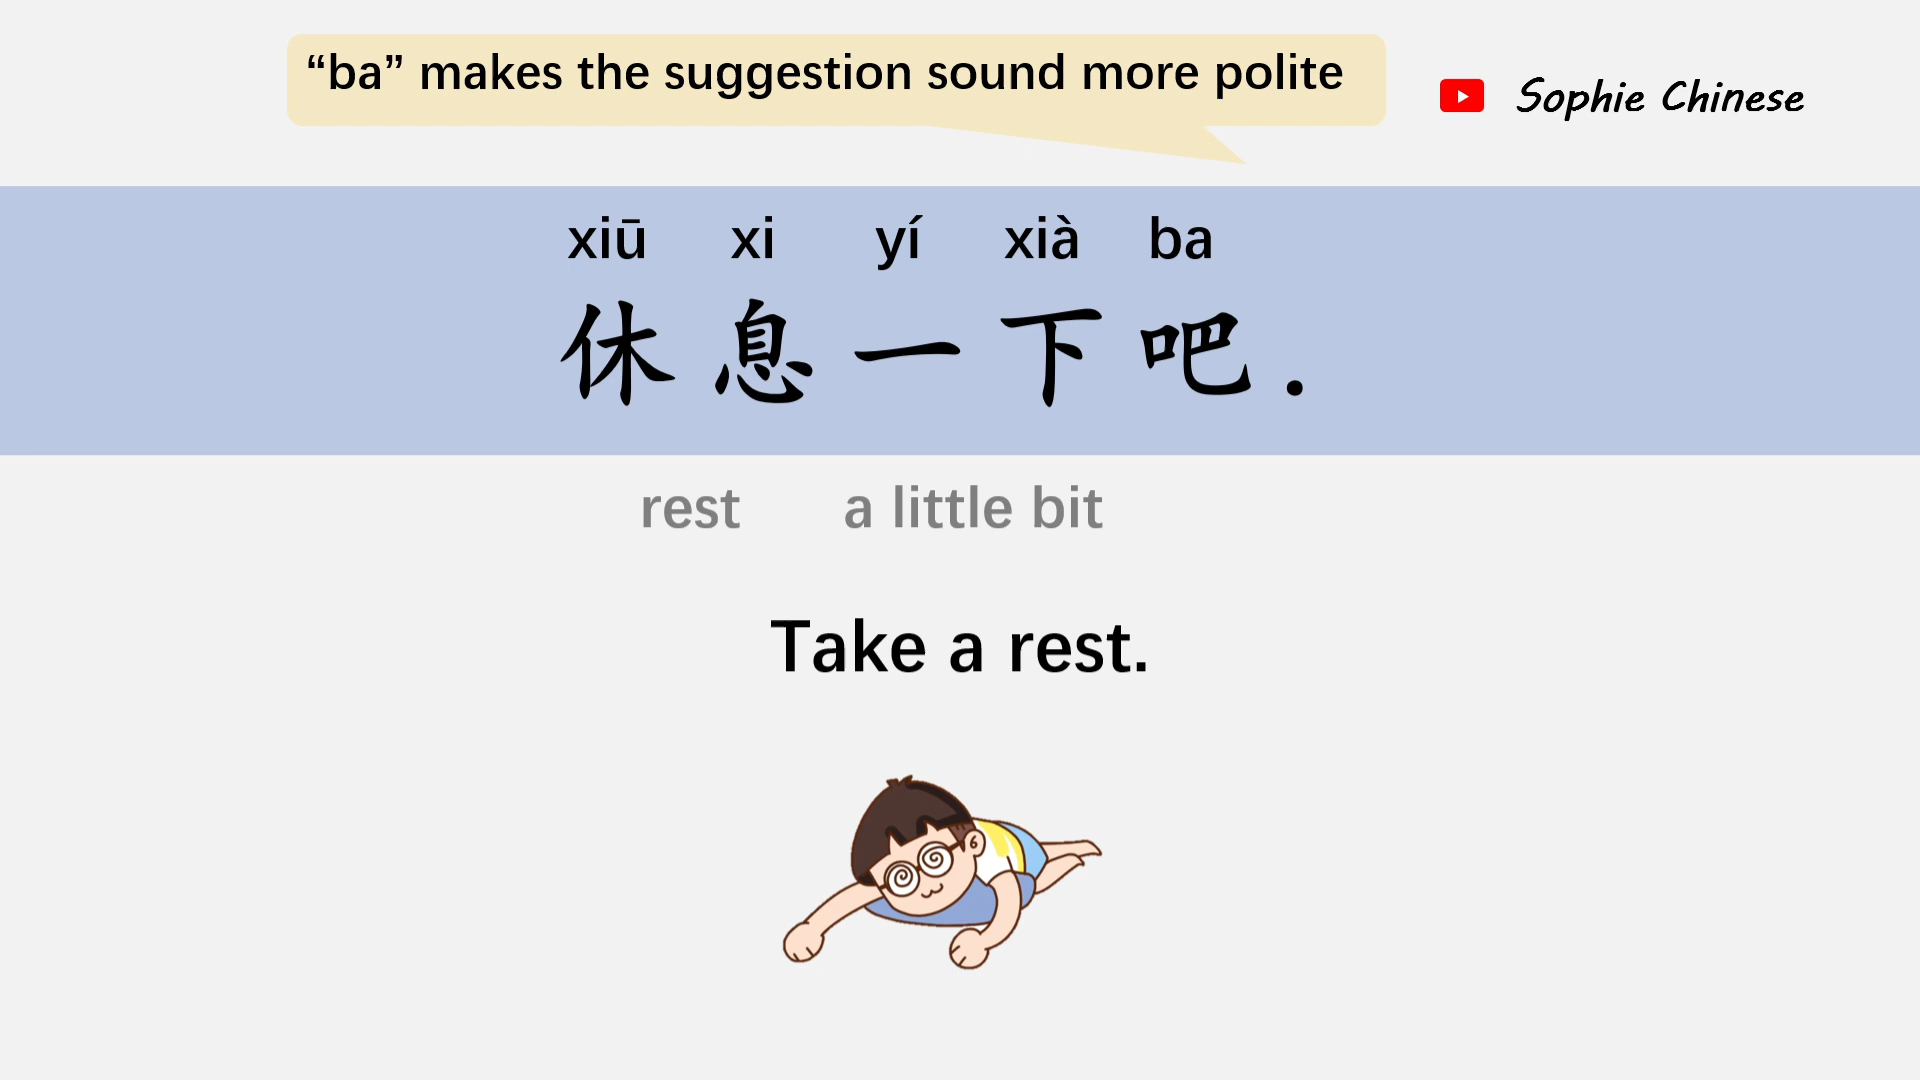 “ba” makes the suggestion sound more polite
Sophie Chinese
xiū xi yí xià ba
休息一下吧.
rest a little bit
Take a rest.